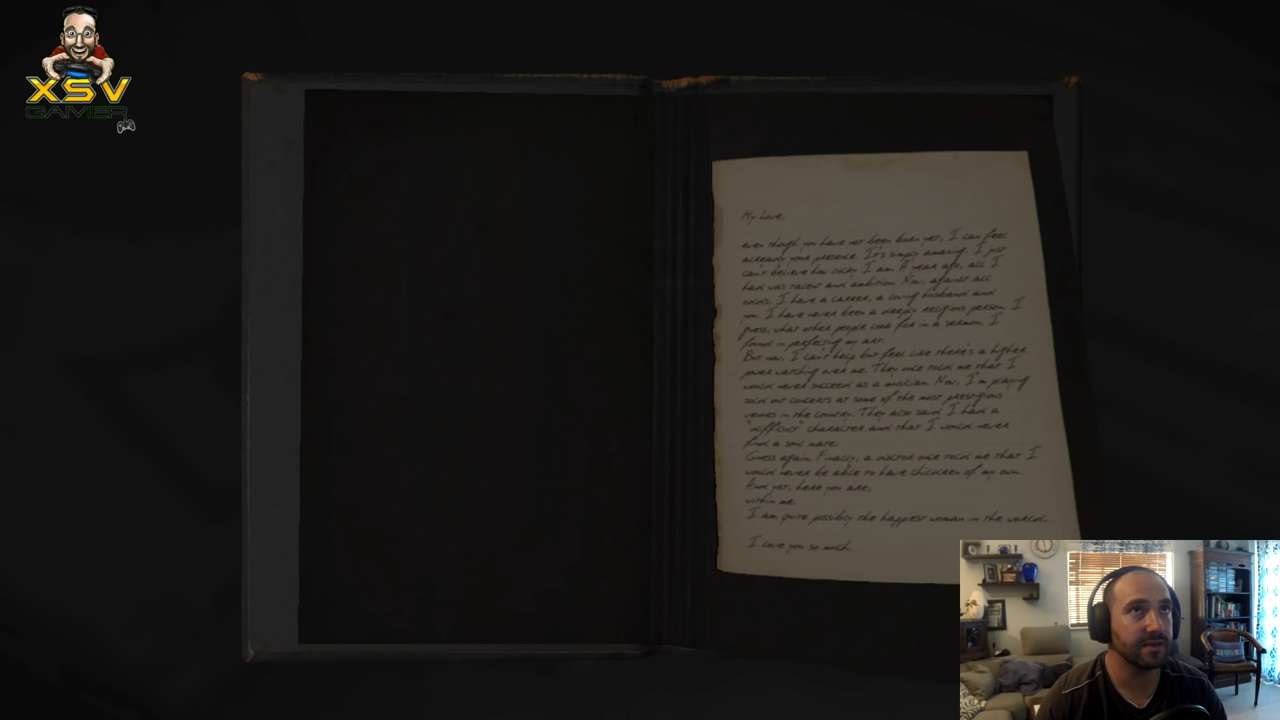 XSV
GAMER
My Love,
even though you have not been born yet, I can feel
already your presence. It's simply amazing. I just
can't believe how lucky I am. A year ago, all I
had was talent and ambition. Now, against all
odds, I have a career, a loving husband and
you. I have never been a deeply religious person. I
guess, what other people look for in a sermon, I
found in perfecting my art.
But now, I can't help but feel like there's a higher
power watching over me. They once told me that I
would never succeed as a musician. Now, I'm playing
sold out concerts at some of the most prestigious
venues in the country. They also said I had a
"difficult" character and that I would never
find a soul mate.
Guess again. Finally, a doctor once told me that I
would never be able to have children of my own.
And yet, here you are,
within me.
I am quite possibly the happiest woman in the world.
I love you so much